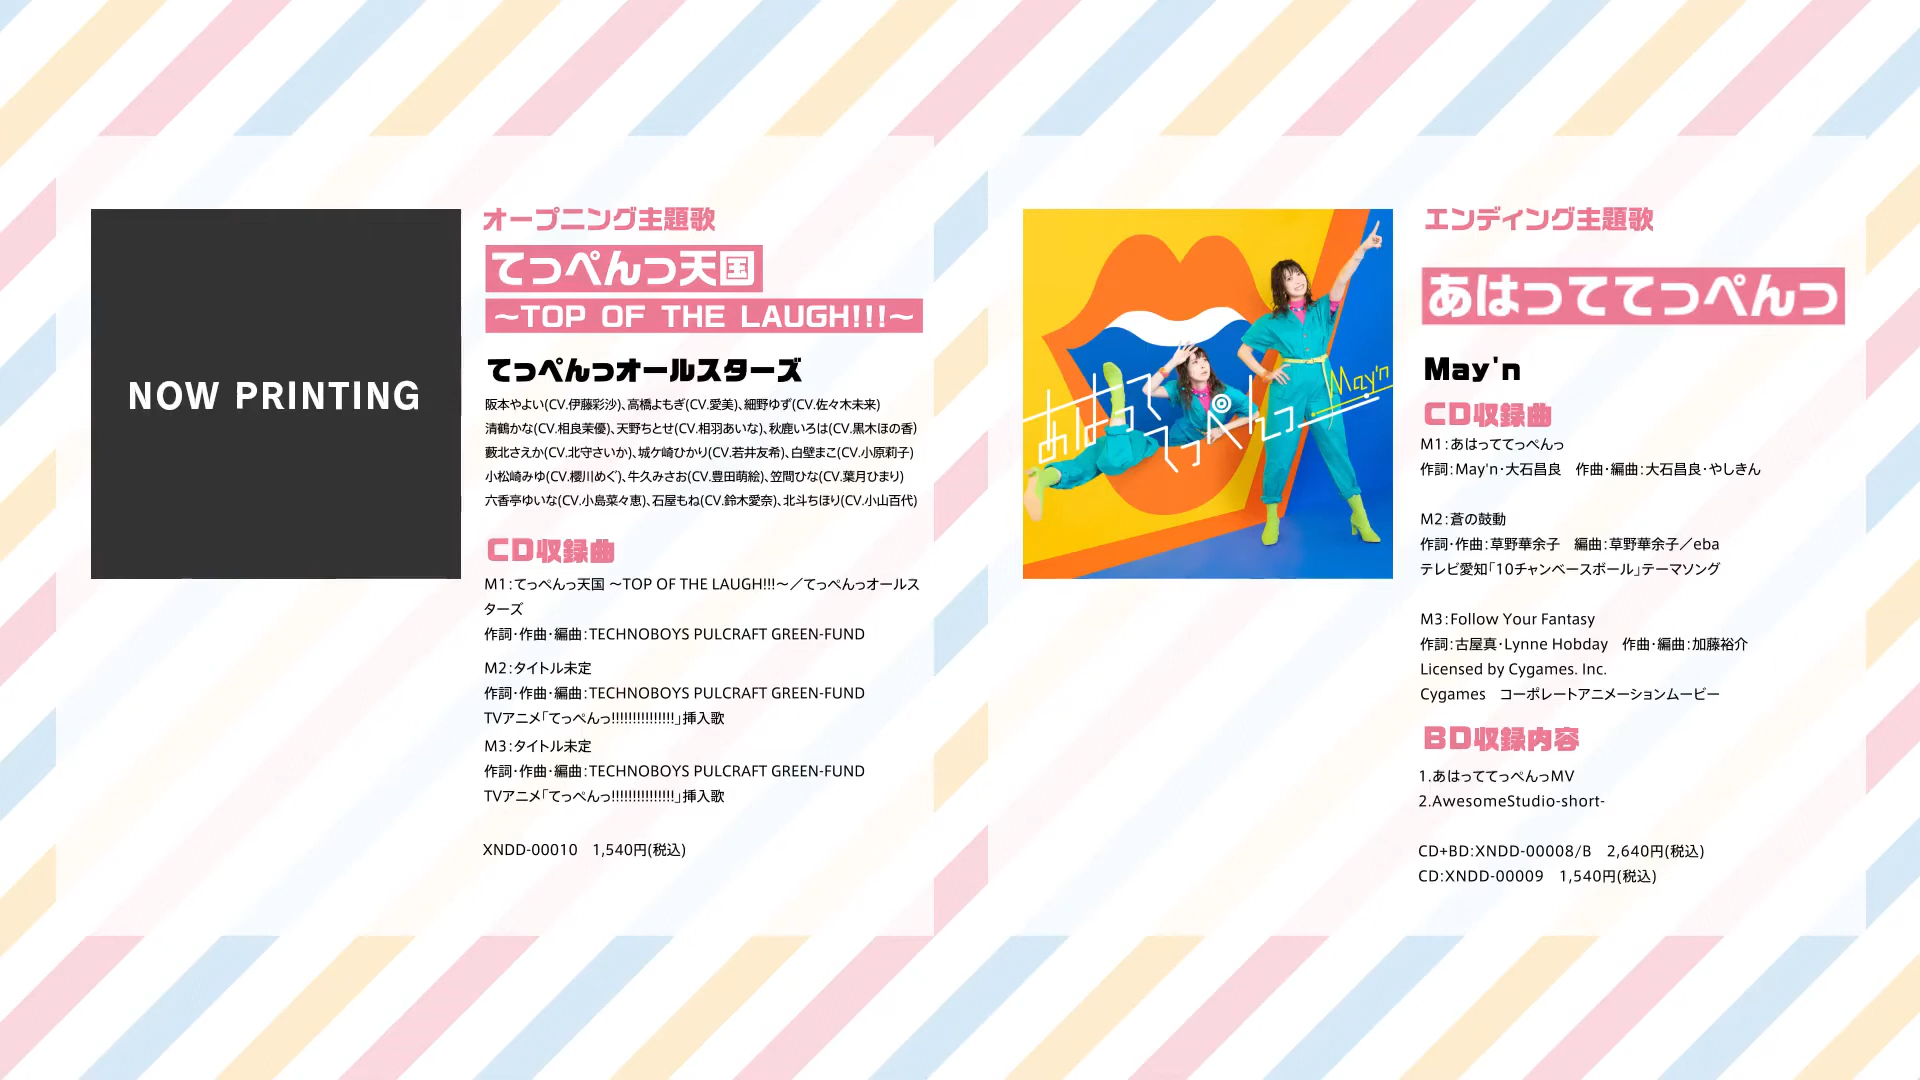 NOW PRINTING
オープニング主題歌
てっぺんっ天国
～TOP OF THE LAUGH!!!～
てっぺんっオールスターズ
阪本やよい(CV.伊藤彩沙)、高橋よもぎ(CV.愛美)、細野ゆず(CV.佐々木未来)
清鶴かな(CV.相良茉優)、天野ちとせ(CV.相羽あいな)、秋鹿いろは(CV.黒木ほの香)
藪北さえか(CV.北守さいか)、城ケ崎ひかり(CV.若井友希)、白壁まこ(CV.小原莉子)
小松崎みゆ(CV.櫻川めぐ)、牛久みさお(CV.豊田萌絵)、笠間ひな(CV.葉月ひまり)
六香亭ゆいな(CV.小島菜々恵)、石屋もね(CV.鈴木愛奈)、北斗ちほり(CV.小山百代)
CD収録曲
M1：てっぺんっ天国 ～TOP OF THE LAUGH!!!～／てっぺんっオールス
ターズ
作詞・作曲・編曲：TECHNOBOYS PULCRAFT GREEN-FUND
M2：タイトル未定
作詞・作曲・編曲：TECHNOBOYS PULCRAFT GREEN-FUND
TVアニメ「てっぺんっ!!!!!!!!!!!!!!!」挿入歌
M3：タイトル未定
作詞・作曲・編曲：TECHNOBOYS PULCRAFT GREEN-FUND
TVアニメ「てっぺんっ!!!!!!!!!!!!!!!」挿入歌
XNDD-00010　1,540円(税込)
あはって
てっぺんっ
May'n
エンディング主題歌
あはっててっぺんっ
May'n
CD収録曲
M1：あはっててっぺんっ
作詞：May'n・大石昌良　作曲・編曲：大石昌良・やしきん
M2：蒼の鼓動
作詞・作曲：草野華余子　編曲：草野華余子／eba
テレビ愛知「10チャンベースボール」テーマソング
M3：Follow Your Fantasy
作詞：古屋真・Lynne Hobday　作曲・編曲：加藤裕介
Licensed by Cygames. Inc.
Cygames　コーポレートアニメーションムービー
BD収録内容
1.あはっててっぺんっMV
2.AwesomeStudio-short-
CD+BD:XNDD-00008/B　2,640円(税込)
CD:XNDD-00009　1,540円(税込)